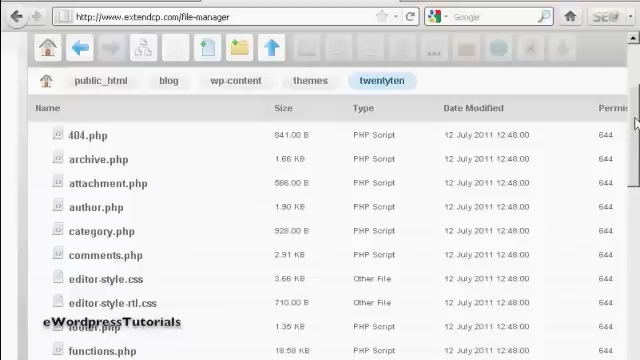 http://www.extendcp.com/file-manager
Google
SEO
public_html blog wp-content themes twentyten
Name Size Type Date Modified Permis
404.php 841.00 B PHP Script 12 July 2011 12:48:00 644
archive.php 1.66 KB PHP Script 12 July 2011 12:48:00 644
attachment.php 566.00 B PHP Script 12 July 2011 12:48:00 644
author.php 1.90 KB PHP Script 12 July 2011 12:48:00 644
category.php 928.00 B PHP Script 12 July 2011 12:48:00 644
comments.php 2.91 KB PHP Script 12 July 2011 12:48:00 644
editor-style.css 3.66 KB Other File 12 July 2011 12:48:00 644
editor-style-rtl.css 710.00 B Other File 12 July 2011 12:48:00 644
eWordpressTutorials
footer.php 1.35 KB PHP Script 12 July 2011 12:48:00 644
functions.php 18.58 KB PHP Script 12 July 2011 12:48:00 644